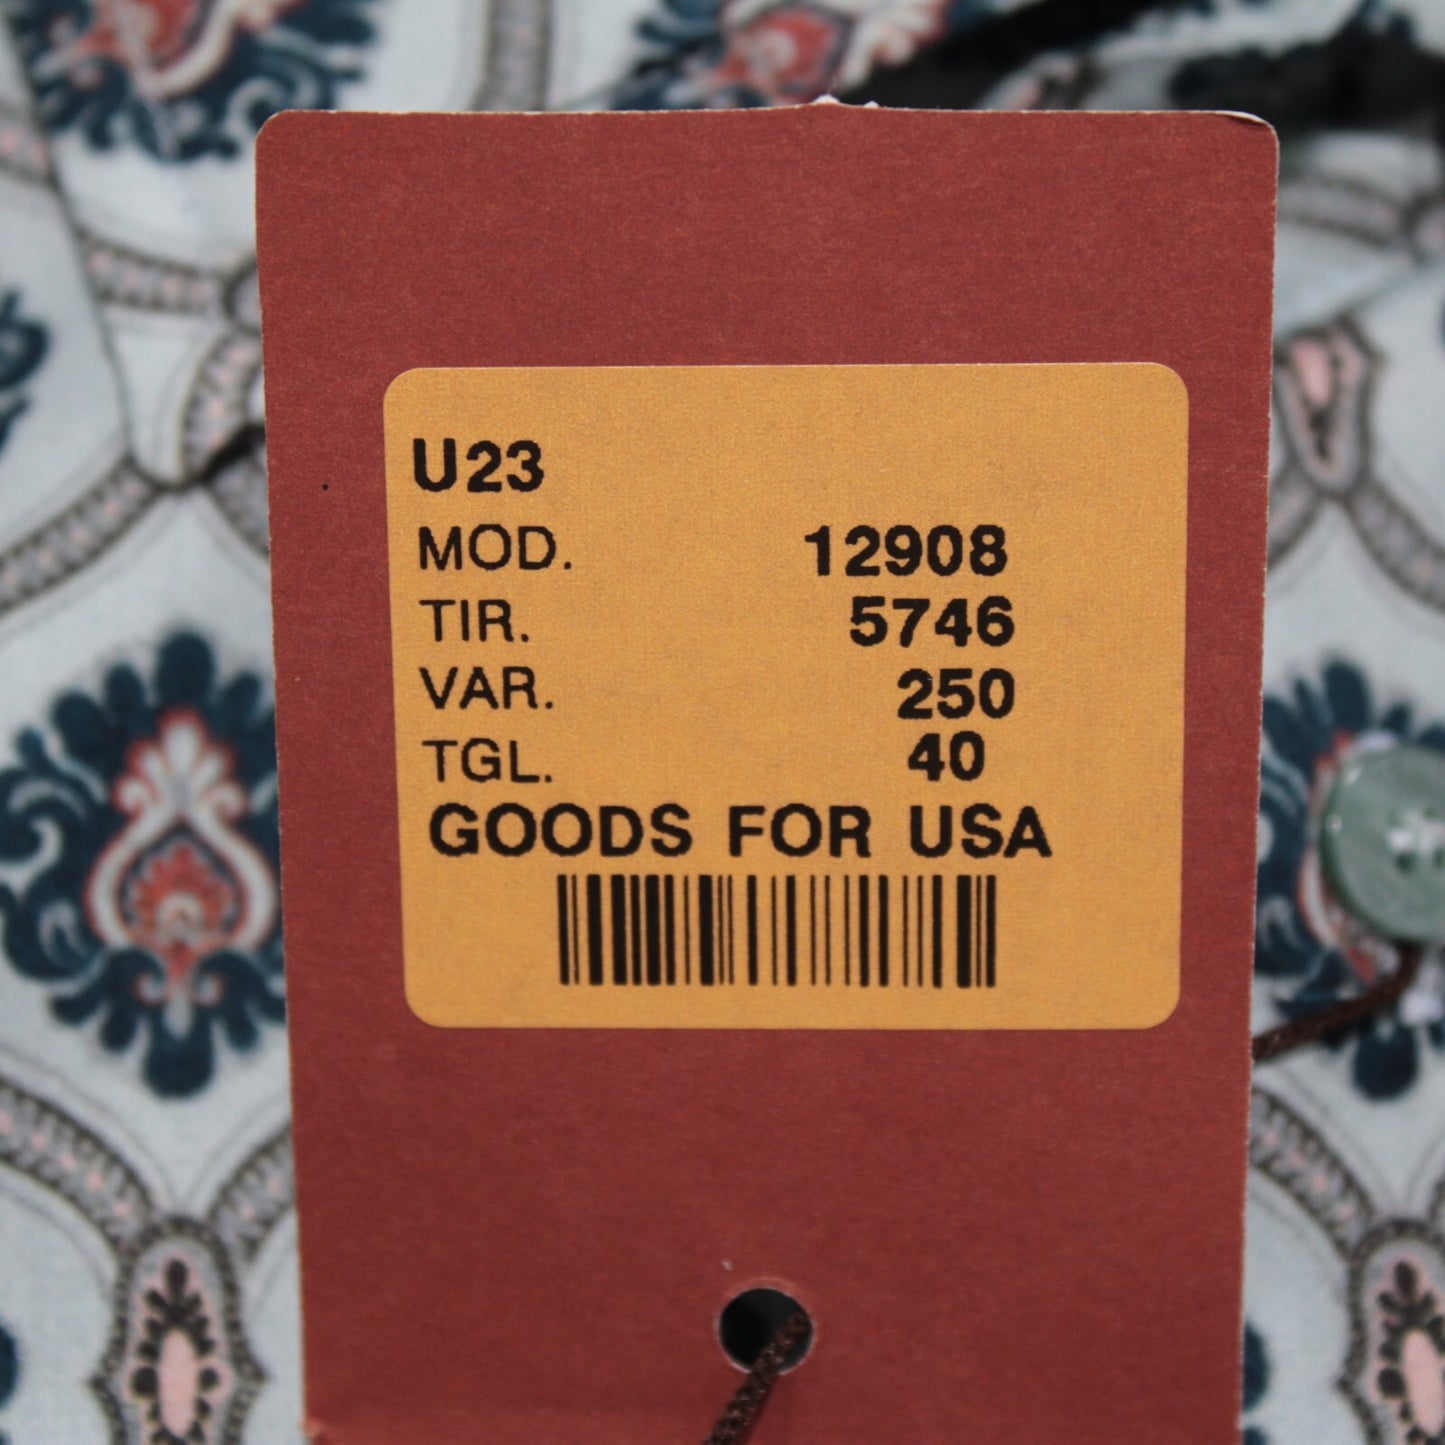 U23
MOD. 12908
TIR. 5746
VAR. 250
TGL. 40
GOODS FOR USA